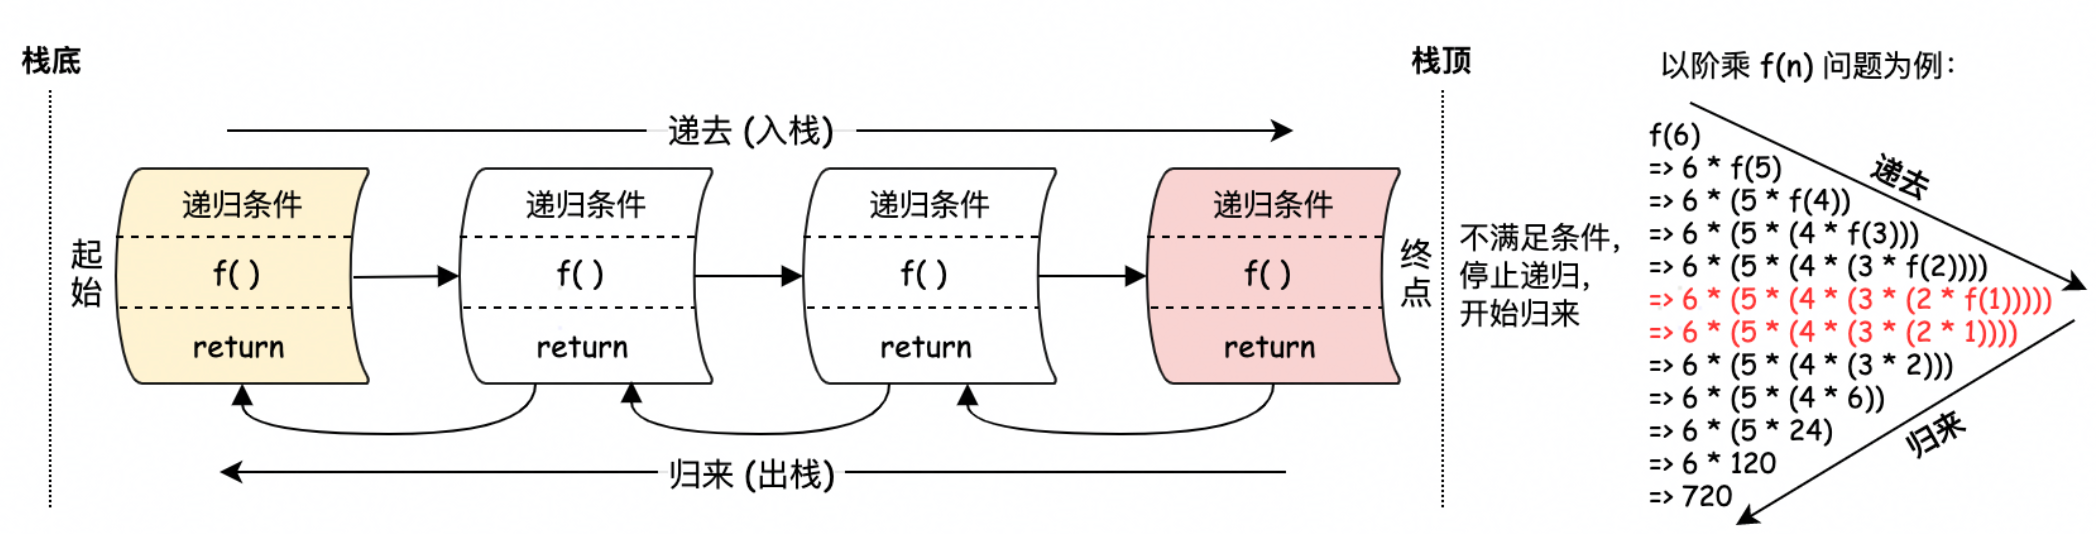 栈底
栈顶
递去 (入栈)
起始
递归条件
f( )
return
递归条件
f( )
return
递归条件
f( )
return
递归条件
f( )
return
终点
归来 (出栈)
不满足条件，
停止递归，
开始归来
以阶乘 f(n) 问题为例：
f(6)
=> 6 * f(5)
=> 6 * (5 * f(4))
=> 6 * (5 * (4 * f(3)))
=> 6 * (5 * (4 * (3 * f(2))))
=> 6 * (5 * (4 * (3 * (2 * f(1)))))
=> 6 * (5 * (4 * (3 * (2 * 1))))
=> 6 * (5 * (4 * (3 * 2)))
=> 6 * (5 * (4 * 6))
=> 6 * (5 * 24)
=> 6 * 120
=> 720
递去
归来